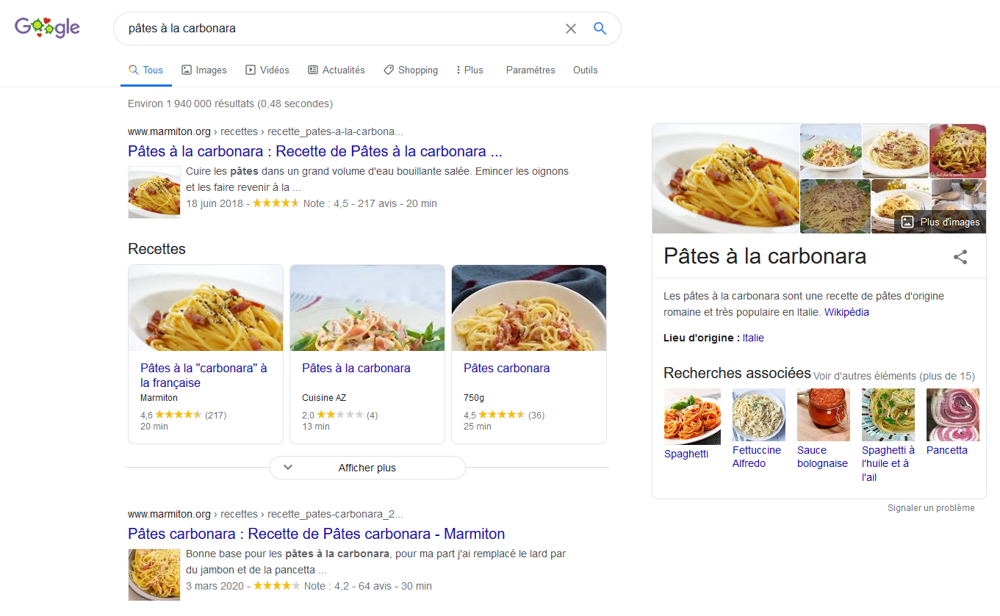 Google
pâtes à la carbonara
Tous Images Vidéos Actualités Shopping Plus Paramètres Outils
Environ 1 940 000 résultats (0,48 secondes)
www.marmiton.org › recettes › recette_pates-a-la-carbona...
Pâtes à la carbonara : Recette de Pâtes à la carbonara ...
Cuire les pâtes dans un grand volume d'eau bouillante salée. Emincer les oignons
et les faire revenir à la ...
18 juin 2018 - Note : 4,5 - 217 avis - 20 min
Recettes
Pâtes à la "carbonara" à
la française
Marmiton
4,6 (217)
20 min
Pâtes à la carbonara
Cuisine AZ
2,0 (4)
13 min
Pâtes carbonara
750g
4,5 (36)
25 min
Afficher plus
www.marmiton.org › recettes › recette_pates-carbonara_2...
Pâtes carbonara : Recette de Pâtes carbonara - Marmiton
Bonne base pour les pâtes à la carbonara, pour ma part j'ai remplacé le lard par
du jambon et de la pancetta ...
3 mars 2020 - Note : 4,2 - 64 avis - 30 min
Plus d'images
Pâtes à la carbonara
Les pâtes à la carbonara sont une recette de pâtes d'origine
romaine et très populaire en Italie. Wikipédia
Lieu d'origine : Italie
Recherches associées Voir d'autres éléments (plus de 15)
Spaghetti
Fettuccine
Alfredo
Sauce
bolognaise
Spaghetti à
l'huile et à
l'ail
Pancetta
Signaler un problème